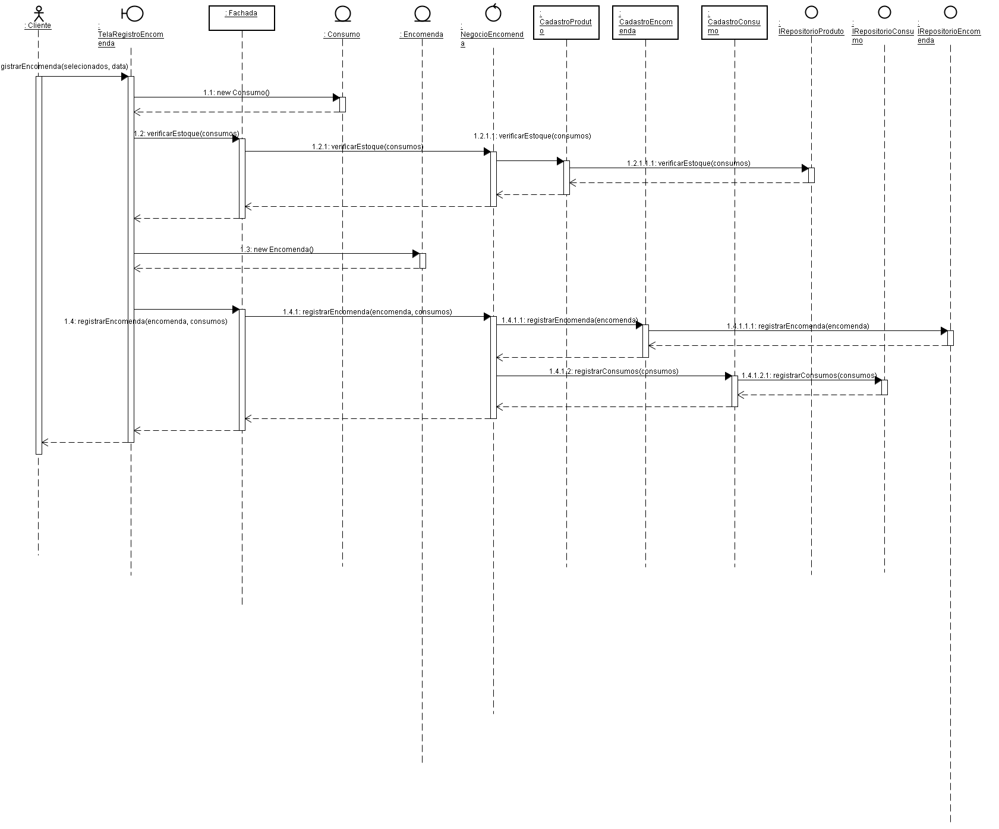 : Cliente
:
TelaRegistroEncom
enda
: Fachada
: Consumo
: Encomenda
:
NegocioEncomend
a
:
CadastroProdut
o
:
CadastroEncom
enda
:
CadastroConsu
mo
:
IRepositorioProduto
:
IRepositorioConsu
mo
:
IRepositorioEncom
enda
gistrarEncomenda(selecionados, data)
1.1: new Consumo()
1.2: verificarEstoque(consumos)
1.2.1: verificarEstoque(consumos)
1.2.1.1: verificarEstoque(consumos)
1.2.1.1.1: verificarEstoque(consumos)
1.3: new Encomenda()
1.4: registrarEncomenda(encomenda, consumos)
1.4.1: registrarEncomenda(encomenda, consumos)
1.4.1.1: registrarEncomenda(encomenda)
1.4.1.1.1: registrarEncomenda(encomenda)
1.4.1.2: registrarConsumos(consumos)
1.4.1.2.1: registrarConsumos(consumos)